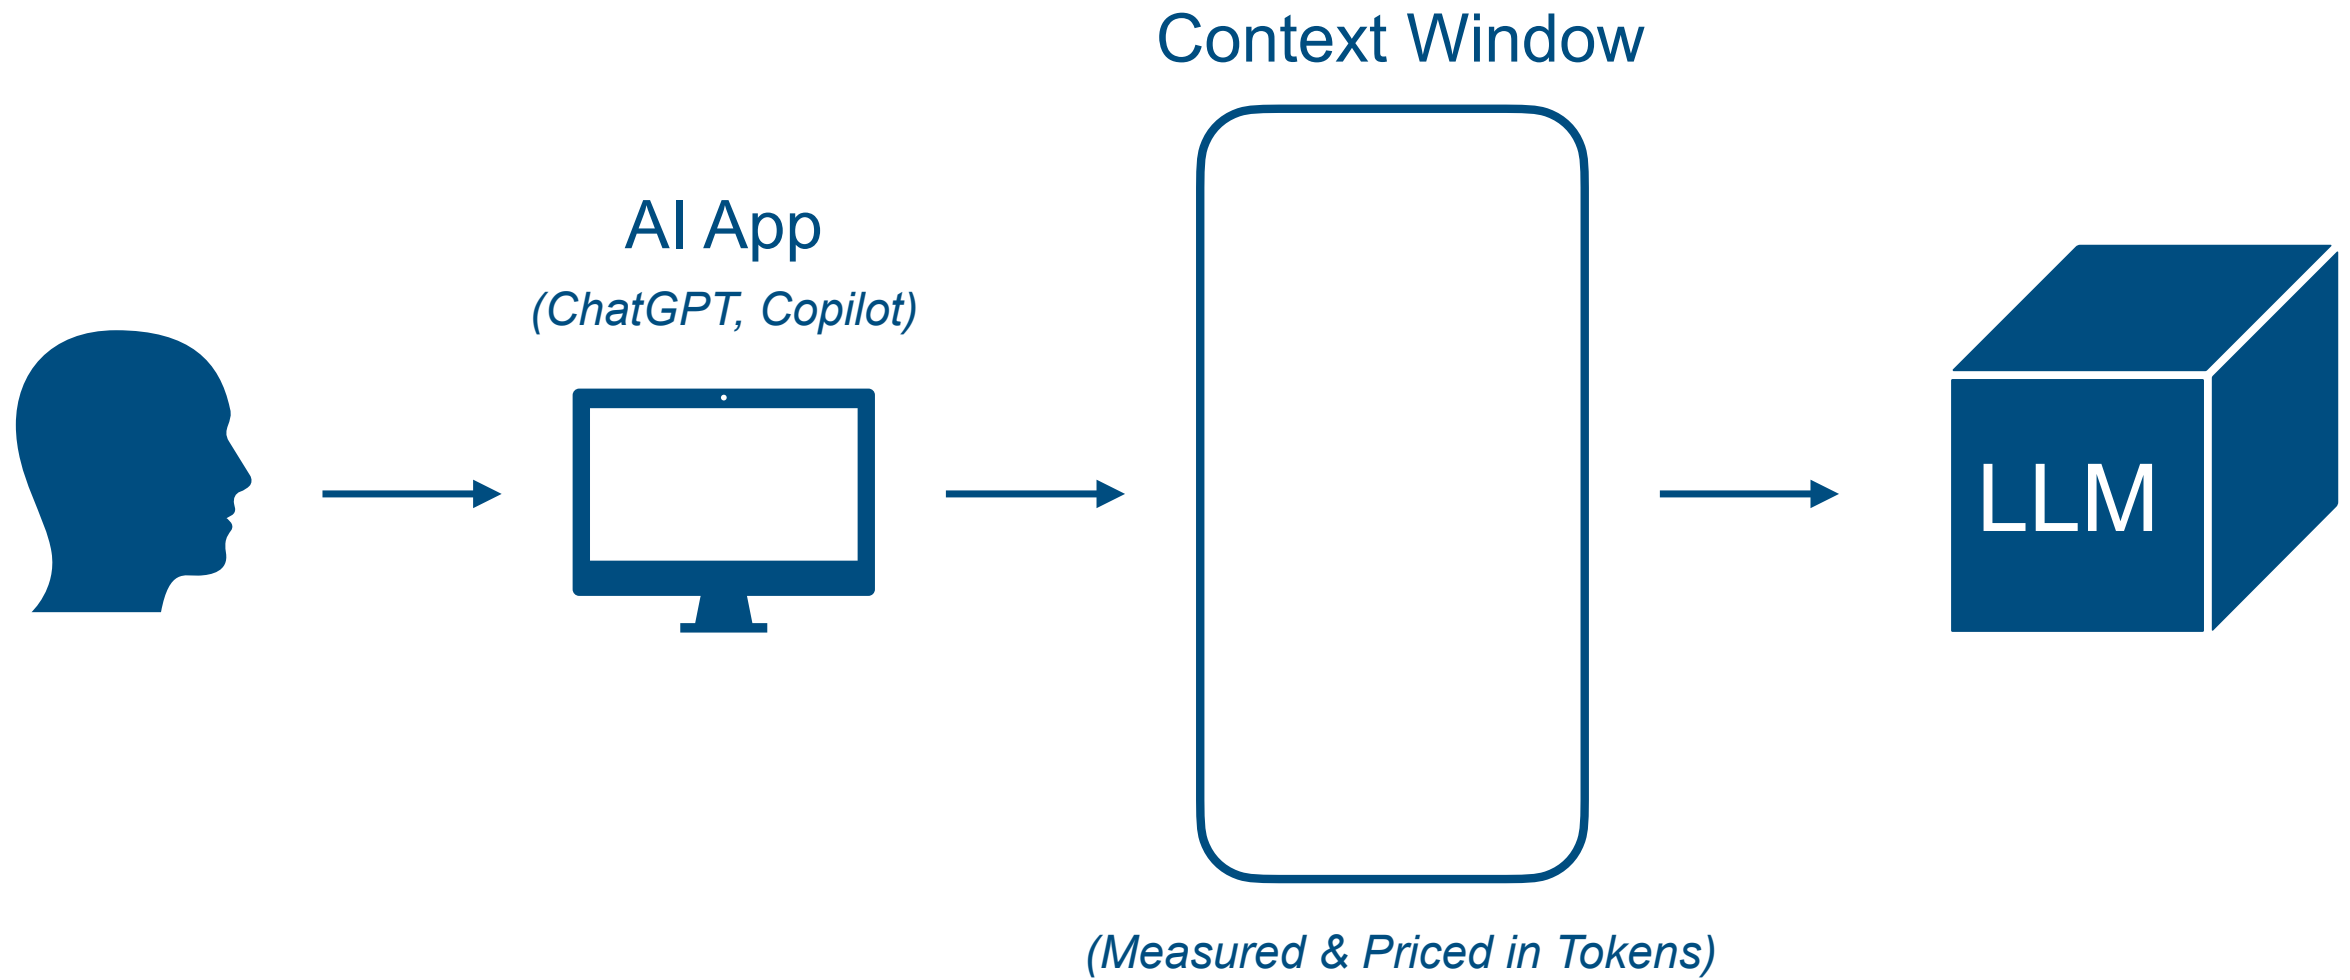 Context Window
AI App
(ChatGPT, Copilot)
LLM
(Measured & Priced in Tokens)